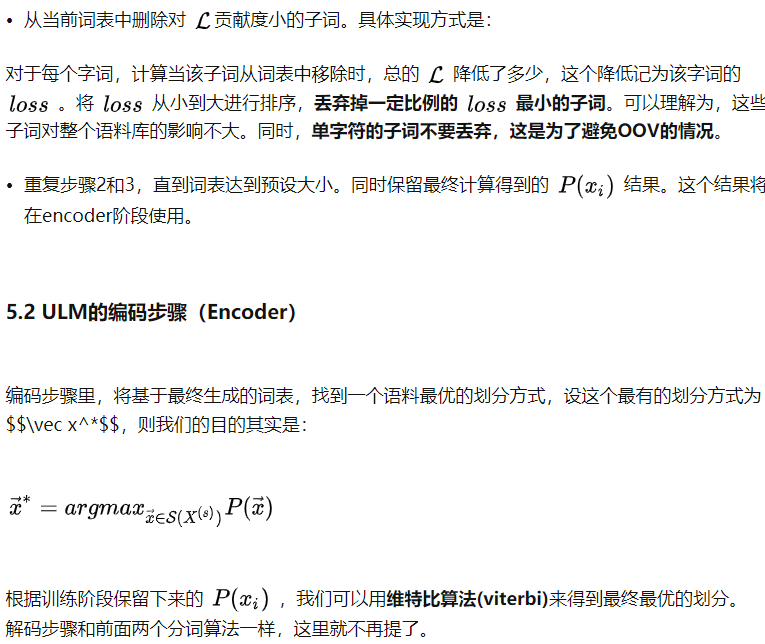 • 从当前词表中删除对 ℒ 贡献度小的子词。具体实现方式是：
对于每个字词，计算当该子词从词表中移除时，总的 ℒ 降低了多少，这个降低记为该字词的
loss 。将 loss 从小到大进行排序，丢弃掉一定比例的 loss 最小的子词。可以理解为，这些
子词对整个语料库的影响不大。同时，单字符的子词不要丢弃，这是为了避免OOV的情况。
• 重复步骤2和3，直到词表达到预设大小。同时保留最终计算得到的 P(x_i) 结果。这个结果将
在encoder阶段使用。
5.2 ULM的编码步骤（Encoder）
编码步骤里，将基于最终生成的词表，找到一个语料最优的划分方式，设这个最有的划分方式为
$$\vec x^*$$，则我们的目的其实是：
\vec{x}^* = argmax_{\vec{x}∈\mathcal{S}(X^{(s)})} P(\vec{x})
根据训练阶段保留下来的 P(x_i) ，我们可以用维特比算法(viterbi)来得到最终最优的划分。
解码步骤和前面两个分词算法一样，这里就不再提了。